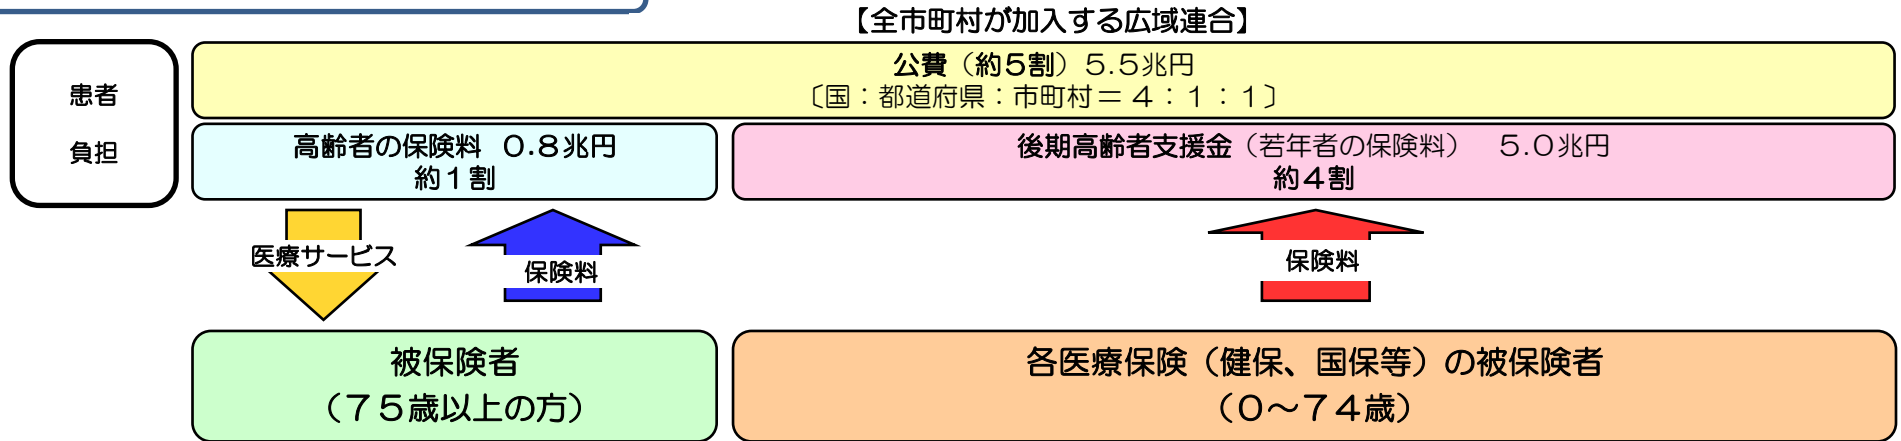 【全市町村が加入する広域連合】
患者
負担
公費（約５割）５.５兆円
〔国：都道府県：市町村＝４：１：１〕
高齢者の保険料　０.８兆円
約１割
後期高齢者支援金（若年者の保険料）　５.０兆円
約４割
医療サービス
保険料
保険料
被保険者
（７５歳以上の方）
各医療保険（健保、国保等）の被保険者
（０～７４歳）